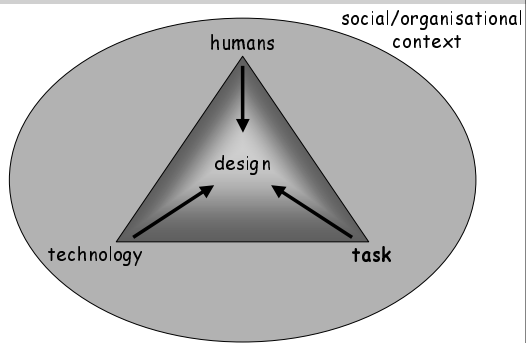 social/organisational
context
humans
design
technology
task